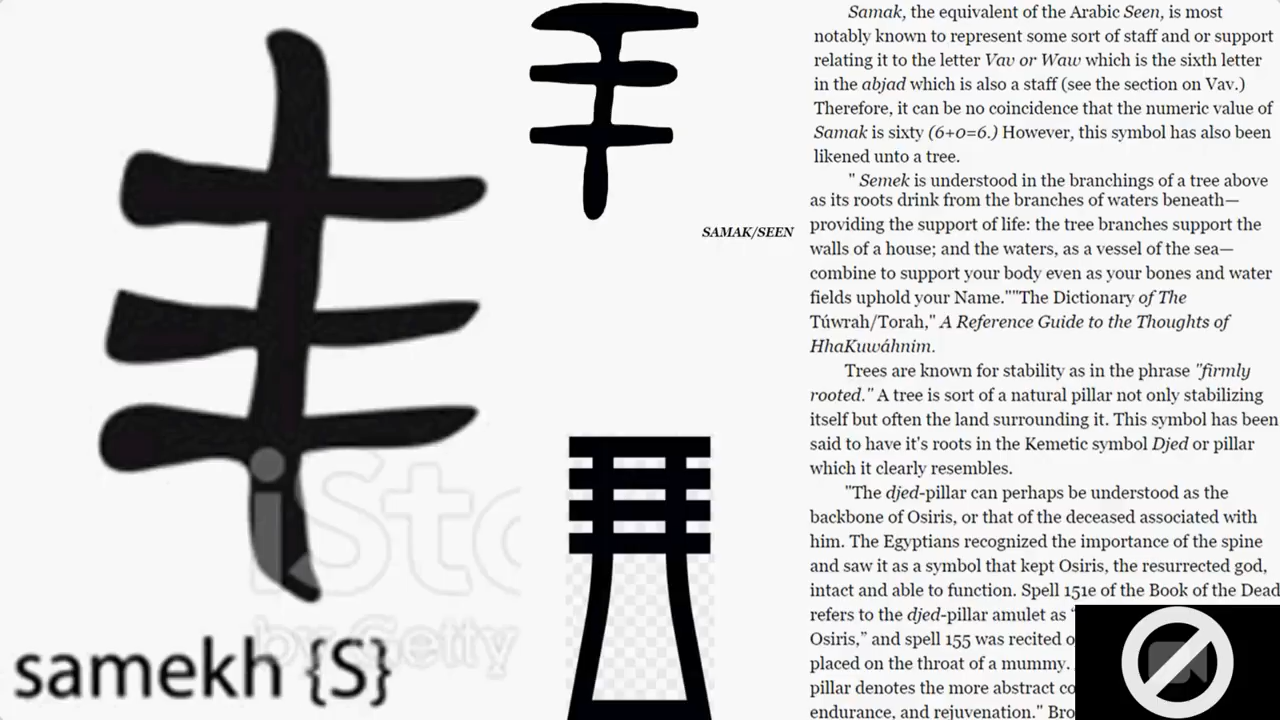 Samak, the equivalent of the Arabic Seen, is most
notably known to represent some sort of staff and or support
relating it to the letter Vav or Waw which is the sixth letter
in the abjad which is also a staff (see the section on Vav.)
Therefore, it can be no coincidence that the numeric value of
Samak is sixty (6+0=6.) However, this symbol has also been
likened unto a tree.
" Semek is understood in the branchings of a tree above
as its roots drink from the branches of waters beneath—
providing the support of life: the tree branches support the
walls of a house; and the waters, as a vessel of the sea—
combine to support your body even as your bones and water
fields uphold your Name.""The Dictionary of The
Túwrah/Torah," A Reference Guide to the Thoughts of
HhaKuwáhnim.
Trees are known for stability as in the phrase "firmly
rooted." A tree is sort of a natural pillar not only stabilizing
itself but often the land surrounding it. This symbol has been
said to have it's roots in the Kemetic symbol Djed or pillar
which it clearly resembles.
"The djed-pillar can perhaps be understood as the
backbone of Osiris, or that of the deceased associated with
him. The Egyptians recognized the importance of the spine
and saw it as a symbol that kept Osiris, the resurrected god,
intact and able to function. Spell 151e of the Book of the Dead
refers to the djed-pillar amulet as "
Osiris," and spell 155 was recited o
placed on the throat of a mummy.
pillar denotes the more abstract co
endurance, and rejuvenation." Bro
SAMAK/SEEN
iSto
by Getty
samekh {S}